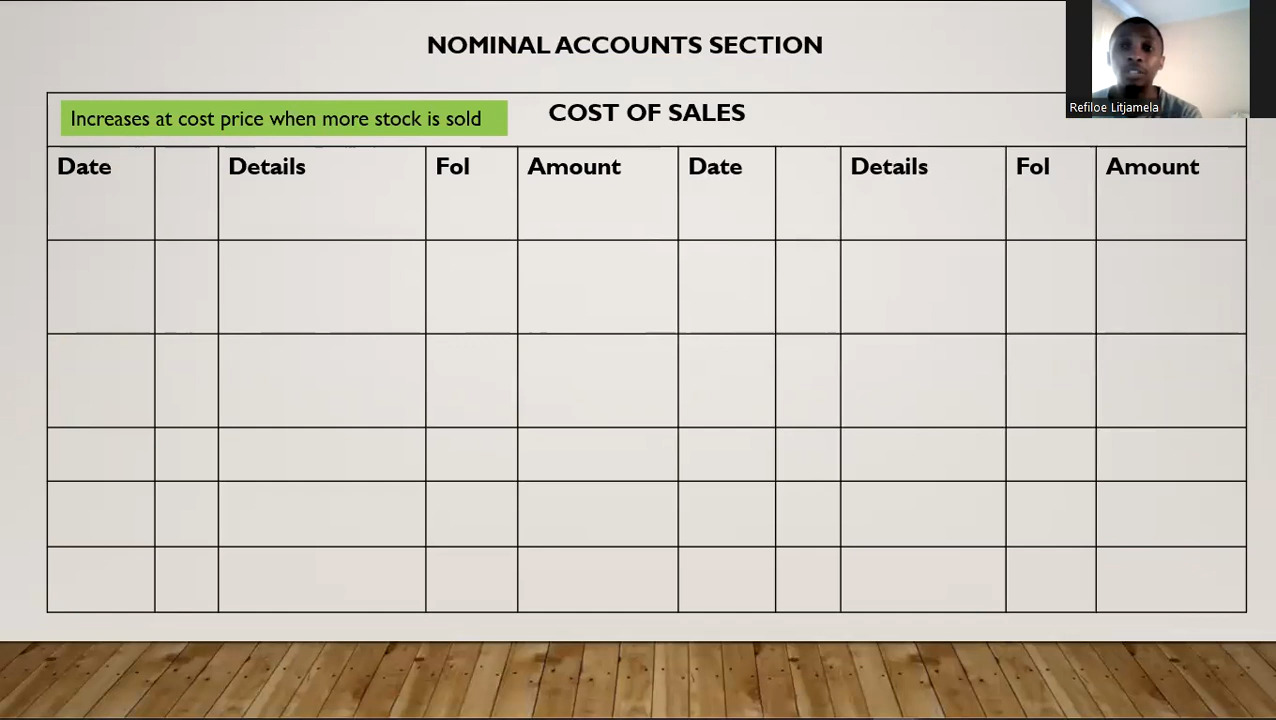 NOMINAL ACCOUNTS SECTION
Refiloe Litjamela
Increases at cost price when more stock is sold
COST OF SALES
Date Details Fol Amount Date Details Fol Amount